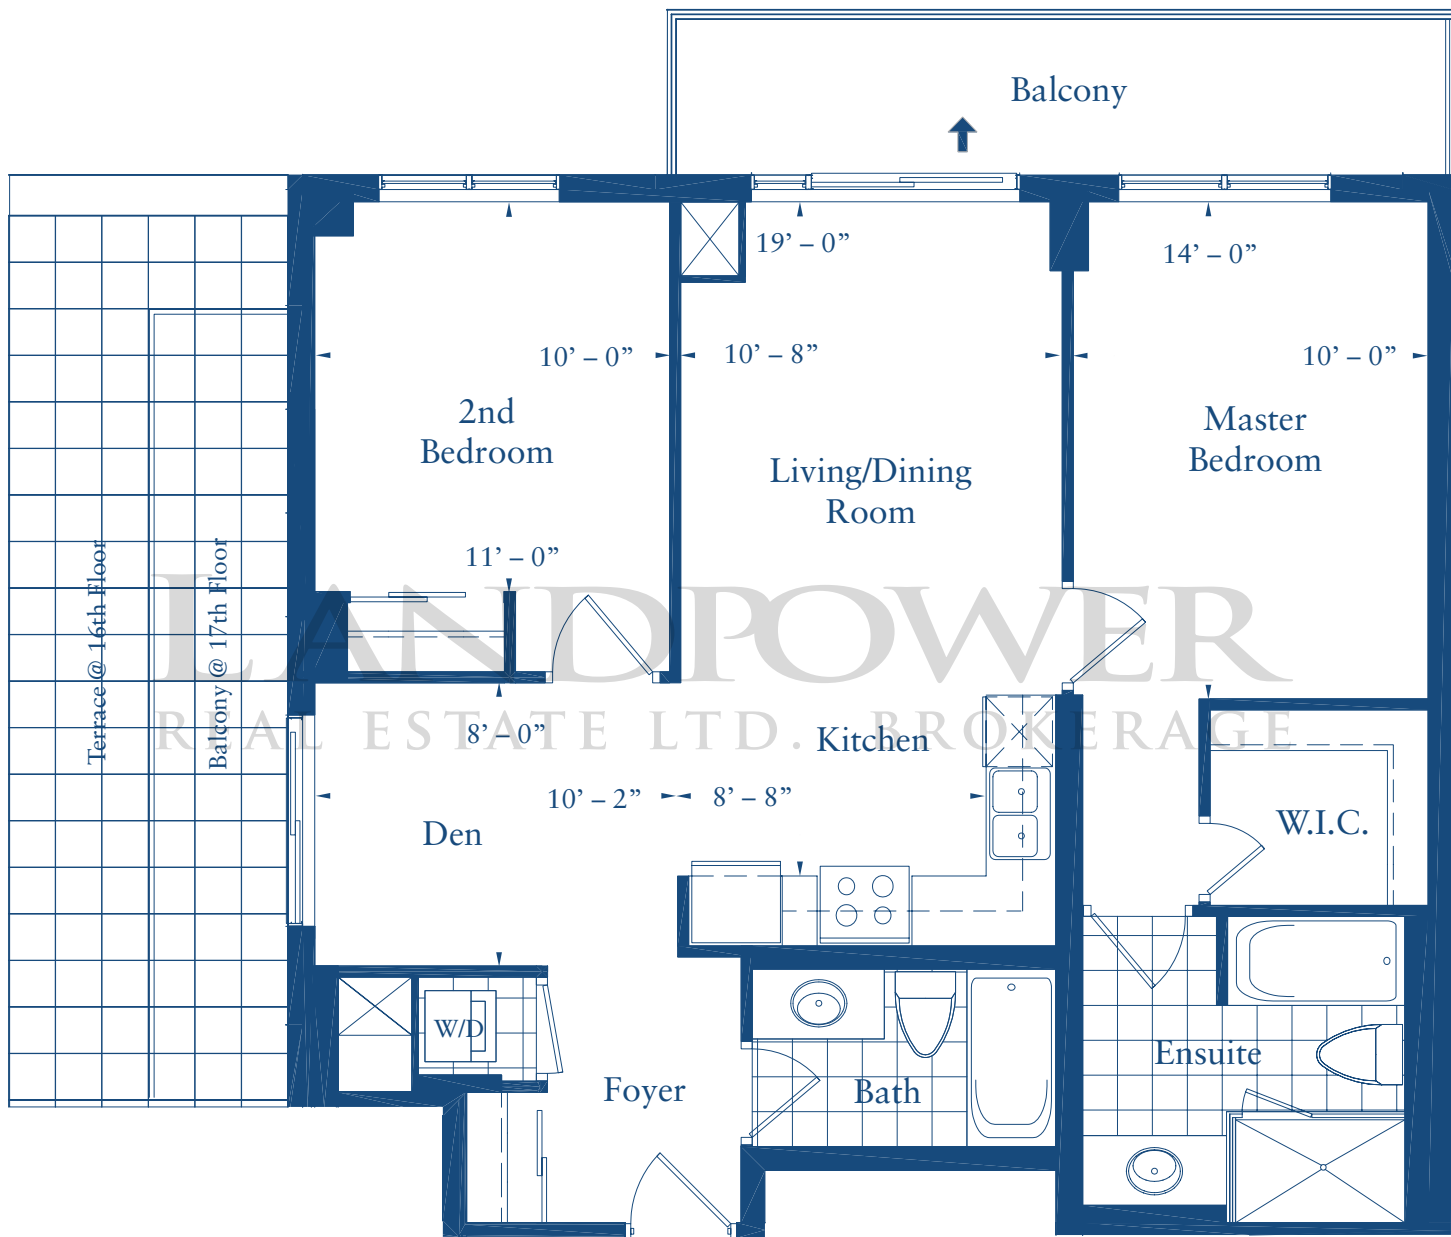 Balcony
19’ – 0”
14’ – 0”
10’ – 0”
10’ – 8”
10’ – 0”
2nd
Bedroom
Living/Dining
Room
Master
Bedroom
11’ – 0”
Terrace @ 16th Floor
Balcony @ 17th Floor
LANDPOWER
REAL ESTATE LTD. BROKERAGE
8’ – 0”
Kitchen
10’ – 2”
8’ – 8”
Den
W.I.C.
W/D
Foyer
Bath
Ensuite